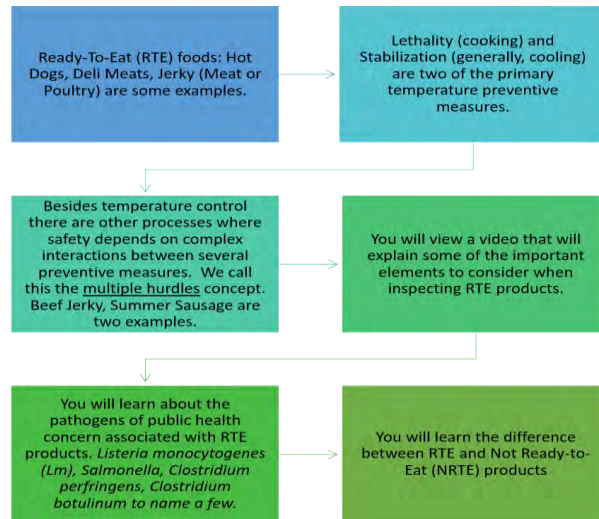 Ready-To-Eat (RTE) foods: Hot
Dogs, Deli Meats, Jerky (Meat or
Poultry) are some examples.
Lethality (cooking) and
Stabilization (generally, cooling)
are two of the primary
temperature preventive
measures.
Besides temperature control
there are other processes where
safety depends on complex
interactions between several
preventive measures.  We call
this the multiple hurdles concept.
Beef Jerky, Summer Sausage are
two examples.
You will view a video that will
explain some of the important
elements to consider when
inspecting RTE products.
You will learn about the
pathogens of public health
concern associated with RTE
products. Listeria monocytogenes
(Lm), Salmonella, Clostridium
perfringens, Clostridium
botulinum to name a few.
You will learn the difference
between RTE and Not Ready-to-
Eat (NRTE) products